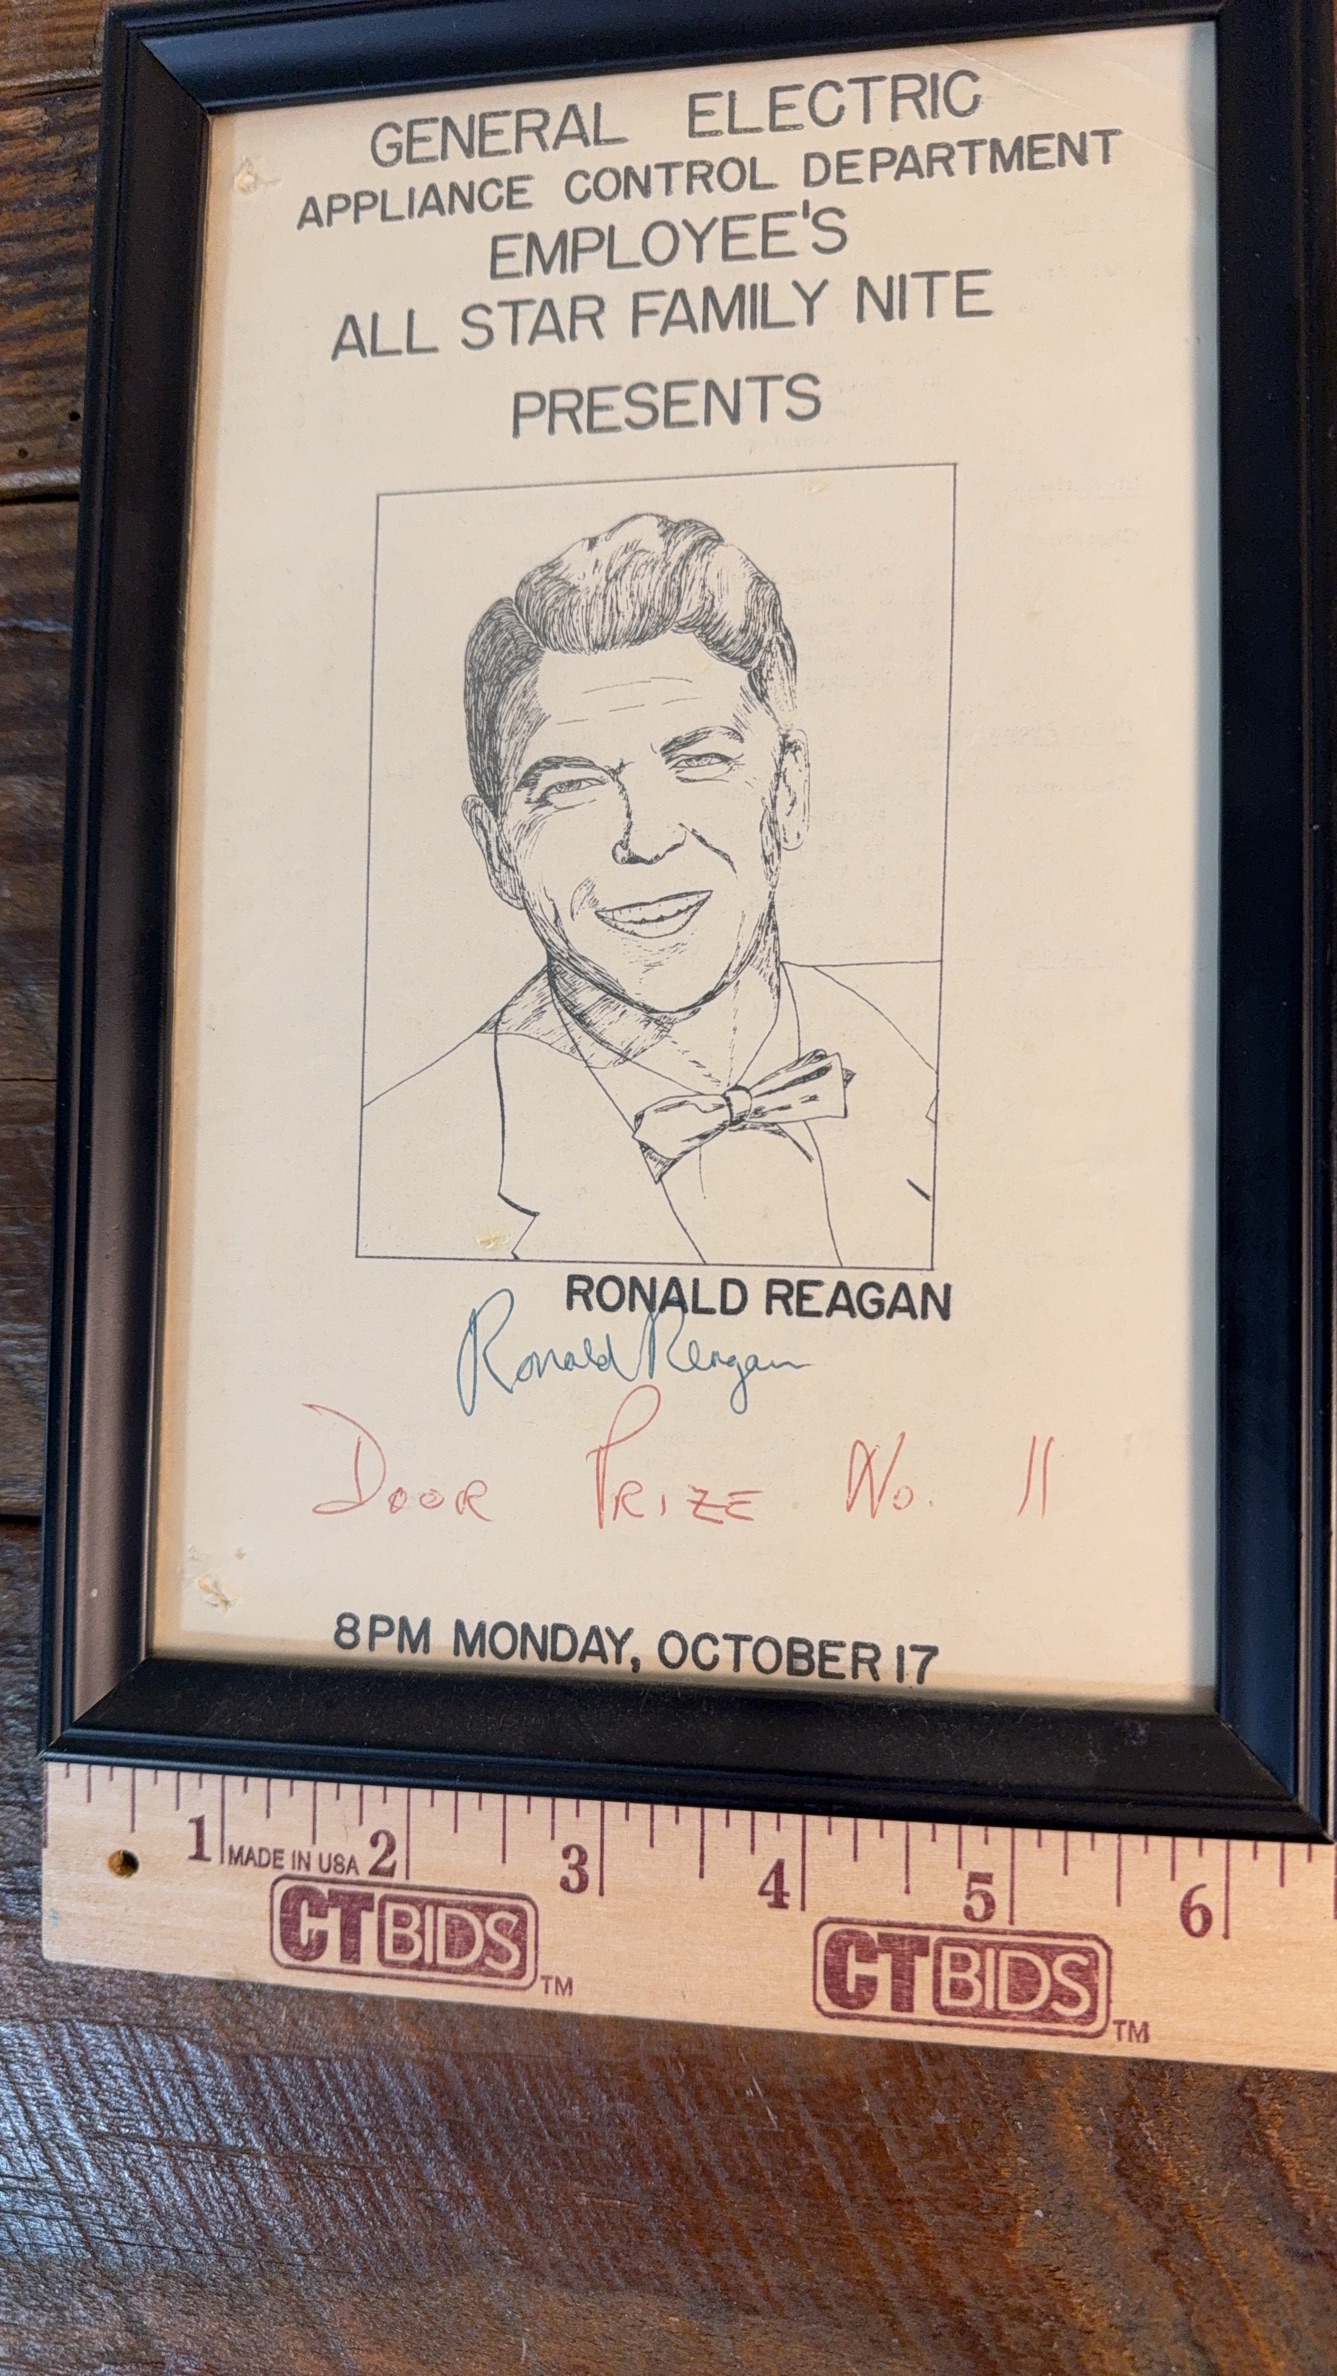 GENERAL ELECTRIC
APPLIANCE CONTROL DEPARTMENT
EMPLOYEE'S
ALL STAR FAMILY NITE
PRESENTS
RONALD REAGAN
Ronald Reagan
DOOR PRIZE No. 11
8PM MONDAY, OCTOBER 17
1 MADE IN USA 2 3 4 5 6
CTBIDS™ CTBIDS™